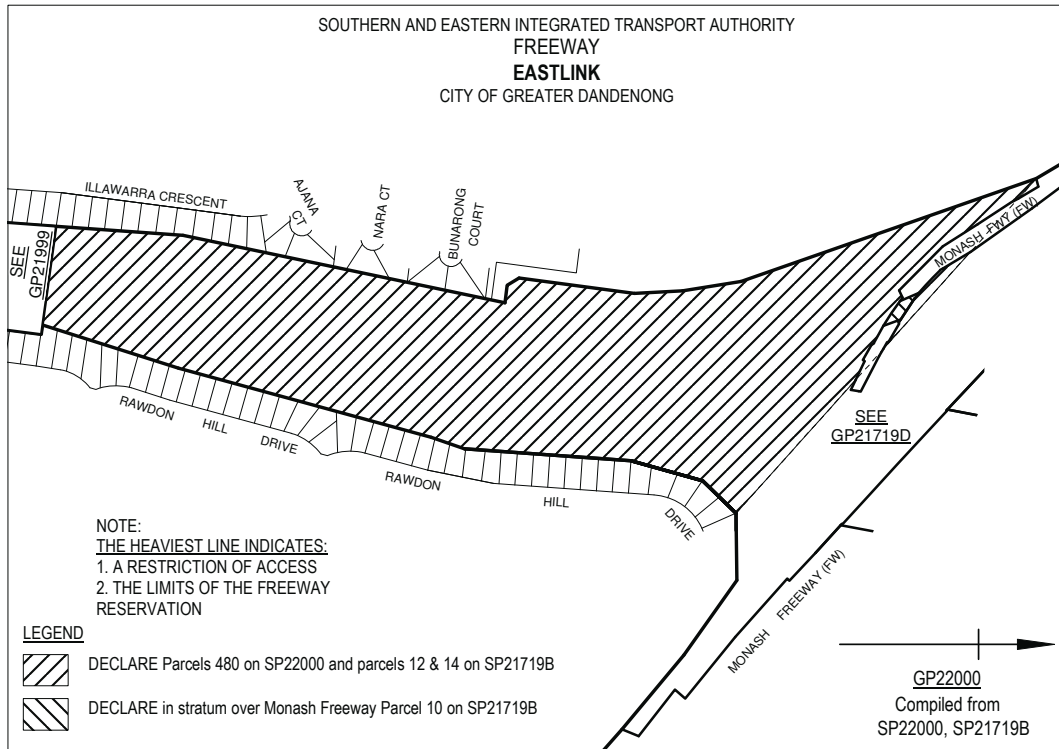 SOUTHERN AND EASTERN INTEGRATED TRANSPORT AUTHORITY
FREEWAY
EASTLINK
CITY OF GREATER DANDENONG
ILLAWARRA CRESCENT
AJANA
CT
NARA CT
BUNARONG
COURT
MONASH FWY (FW)
SEE
GP21999
SEE
GP21719D
RAWDON
HILL
DRIVE
RAWDON
HILL
DRIVE
MONASH
FREEWAY (FW)
NOTE:
THE HEAVIEST LINE INDICATES:
1. A RESTRICTION OF ACCESS
2. THE LIMITS OF THE FREEWAY
RESERVATION
LEGEND
DECLARE Parcels 480 on SP22000 and parcels 12 & 14 on SP21719B
DECLARE in stratum over Monash Freeway Parcel 10 on SP21719B
GP22000
Compiled from
SP22000, SP21719B